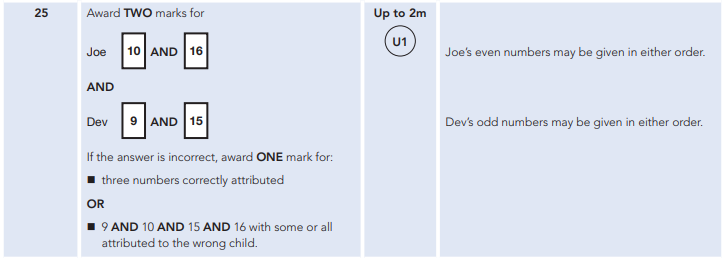 25 Award TWO marks for Up to 2m
Joe 10 AND 16 U1 Joe's even numbers may be given in either order.
AND
Dev 9 AND 15 Dev's odd numbers may be given in either order.
If the answer is incorrect, award ONE mark for:
■ three numbers correctly attributed
OR
■ 9 AND 10 AND 15 AND 16 with some or all
attributed to the wrong child.